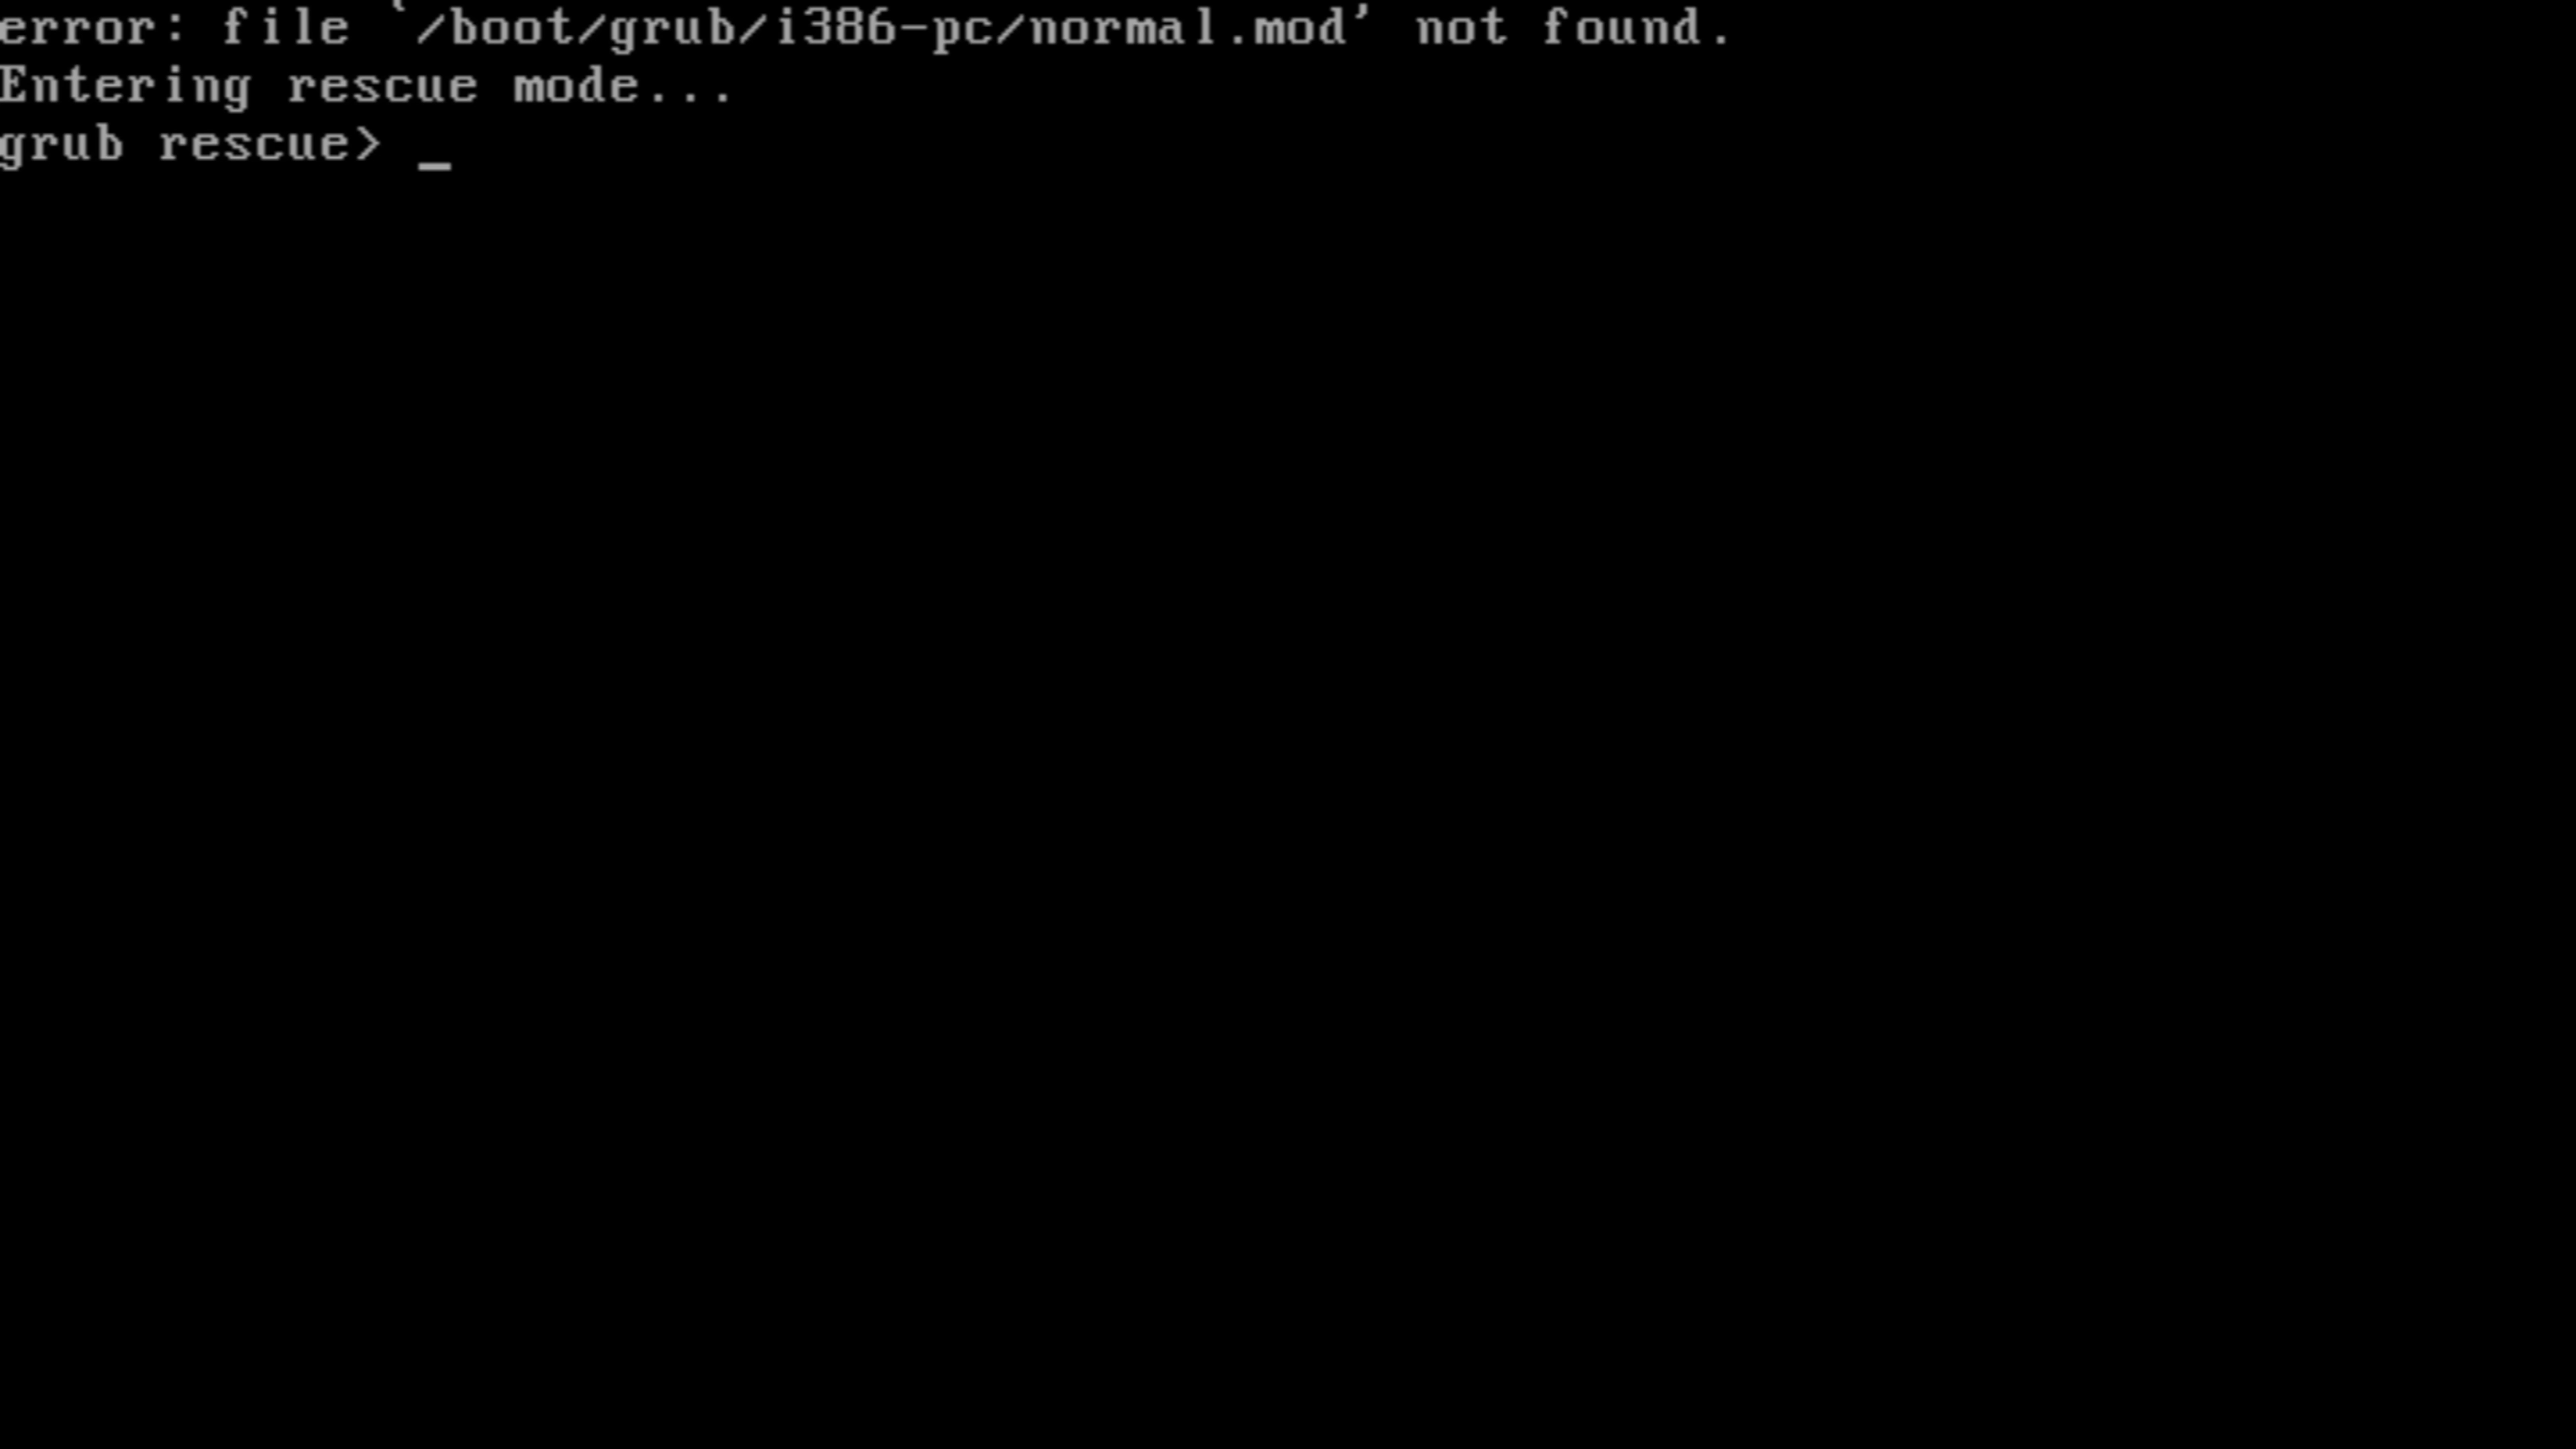 error: file `/boot/grub/i386-pc/normal.mod' not found.
Entering rescue mode...
grub rescue> _